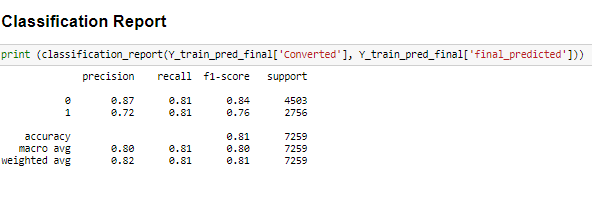 Classification Report
print (classification_report(Y_train_pred_final['Converted'], Y_train_pred_final['final_predicted']))
precision recall f1-score support
0 0.87 0.81 0.84 4503
1 0.72 0.81 0.76 2756
accuracy 0.81 7259
macro avg 0.80 0.81 0.80 7259
weighted avg 0.82 0.81 0.81 7259